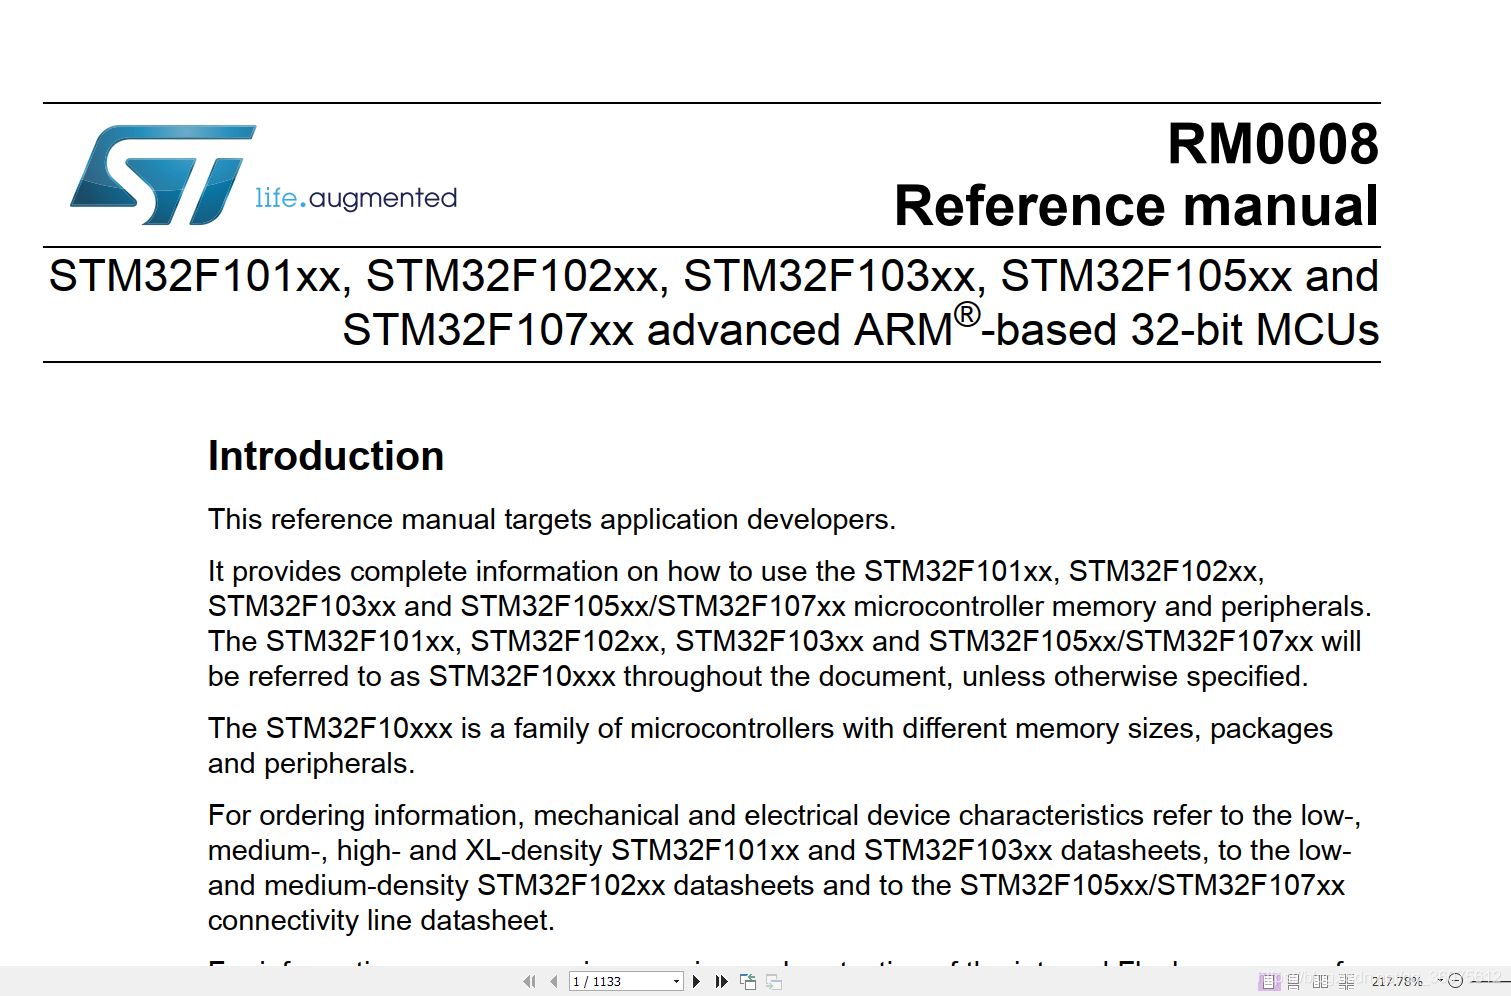 RM0008
Reference manual
life.augmented
STM32F101xx, STM32F102xx, STM32F103xx, STM32F105xx and
STM32F107xx advanced ARM®-based 32-bit MCUs
Introduction
This reference manual targets application developers.
It provides complete information on how to use the STM32F101xx, STM32F102xx,
STM32F103xx and STM32F105xx/STM32F107xx microcontroller memory and peripherals.
The STM32F101xx, STM32F102xx, STM32F103xx and STM32F105xx/STM32F107xx will
be referred to as STM32F10xxx throughout the document, unless otherwise specified.
The STM32F10xxx is a family of microcontrollers with different memory sizes, packages
and peripherals.
For ordering information, mechanical and electrical device characteristics refer to the low-,
medium-, high- and XL-density STM32F101xx and STM32F103xx datasheets, to the low-
and medium-density STM32F102xx datasheets and to the STM32F105xx/STM32F107xx
connectivity line datasheet.
1 / 1133
217.78%